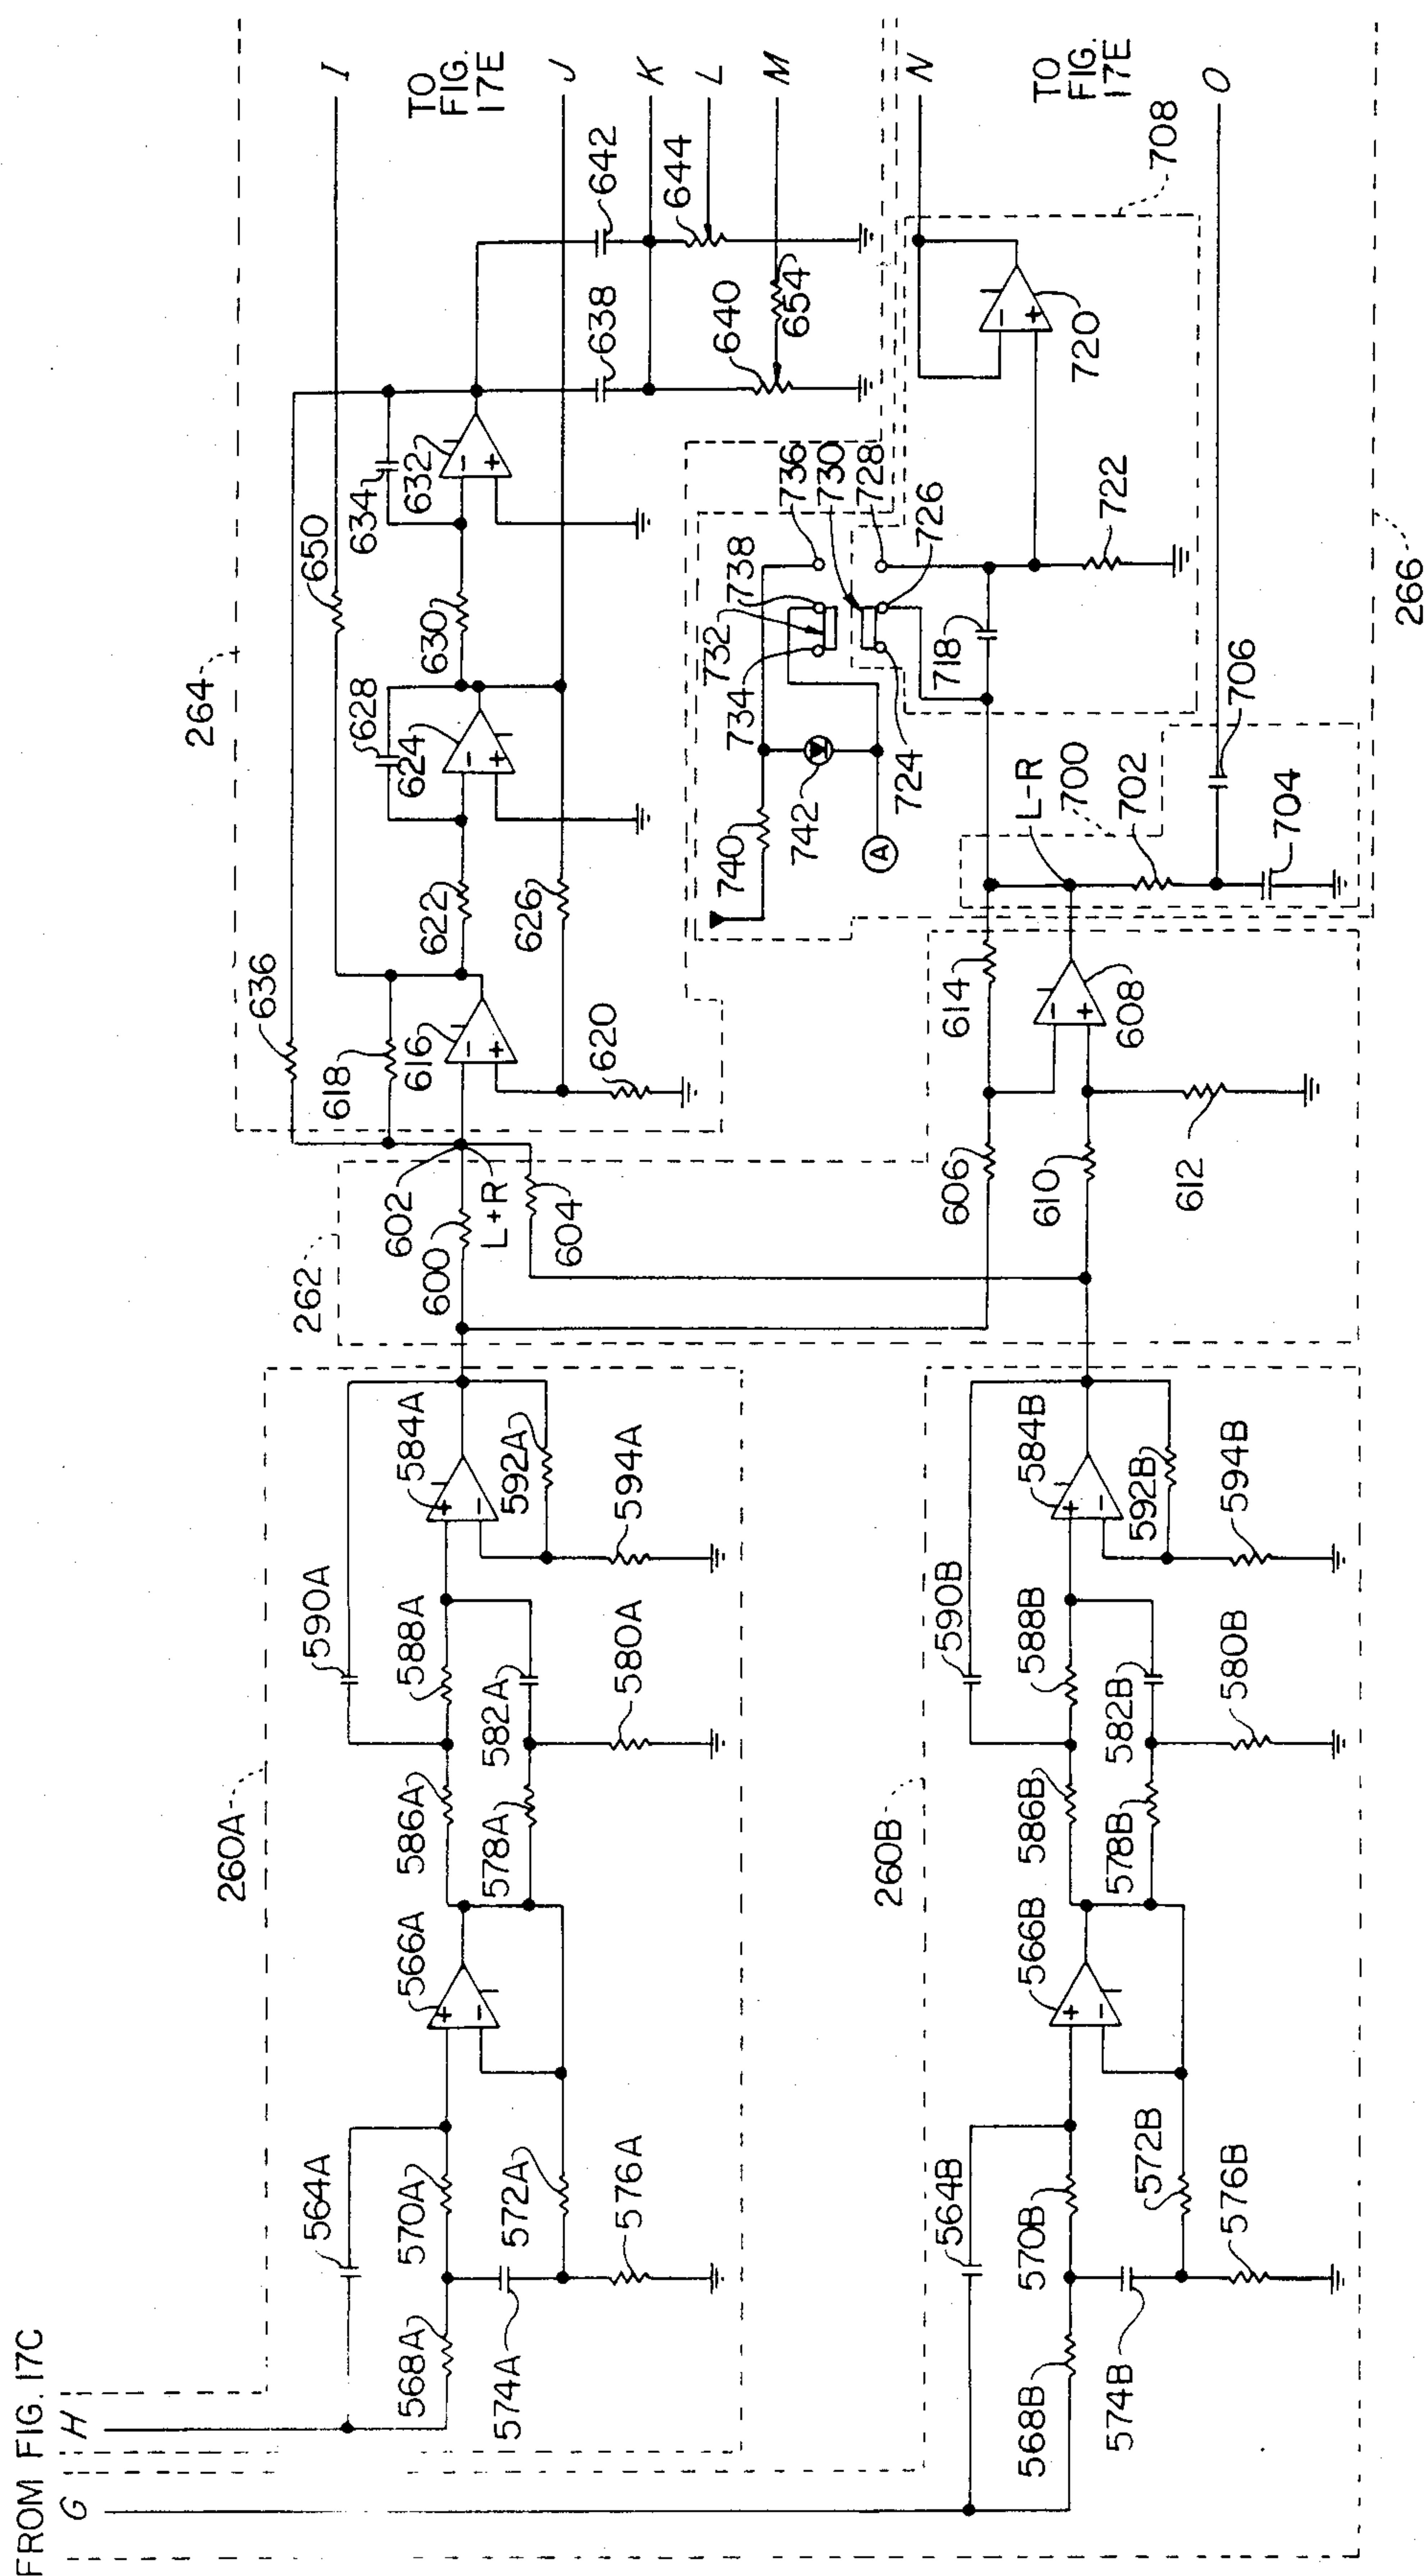 FROM FIG. 17C
G
H
260A
564A
568A
570A
574A
572A
576A
566A
586A
578A
588A
582A
580A
590A
584A
592A
594A
260B
564B
568B
570B
574B
572B
576B
566B
586B
578B
588B
582B
580B
590B
584B
592B
594B
262
600
602
L+R
604
606
610
612
614
608
264
636
618
616
620
622
626
624
628
630
650
634
632
638
642
640
644
654
I
TO
FIG.
17E
J
K
L
M
N
TO
FIG.
17E
O
740
742
A
734
732
738
736
730
728
726
724
718
722
720
708
L-R
700
702
704
706
266
+
-
+
-
+
-
+
-
-
+
-
+
-
+
-
+
-
+